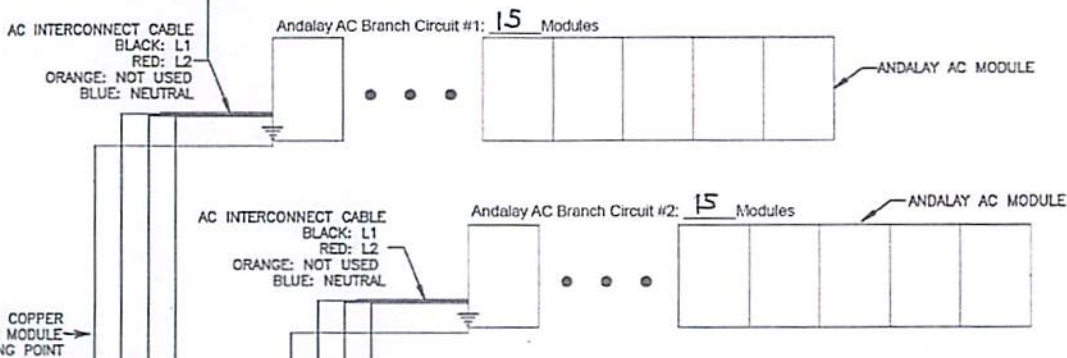 AC INTERCONNECT CABLE
BLACK: L1
RED: L2
ORANGE: NOT USED
BLUE: NEUTRAL
Andalay AC Branch Circuit #1: 15 Modules
ANDALAY AC MODULE
AC INTERCONNECT CABLE
BLACK: L1
RED: L2
ORANGE: NOT USED
BLUE: NEUTRAL
Andalay AC Branch Circuit #2: 15 Modules
ANDALAY AC MODULE
COPPER
MODULE
NG POINT